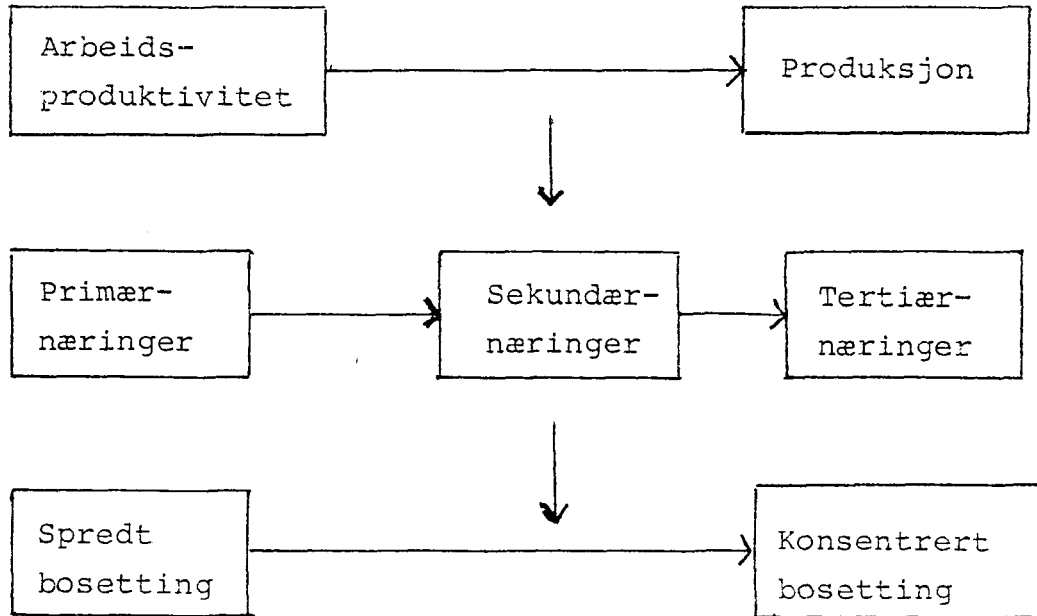 Arbeids-
produktivitet
Produksjon
Primær-
næringer
Sekundær-
næringer
Tertiær-
næringer
Spredt
bosetting
Konsentrert
bosetting